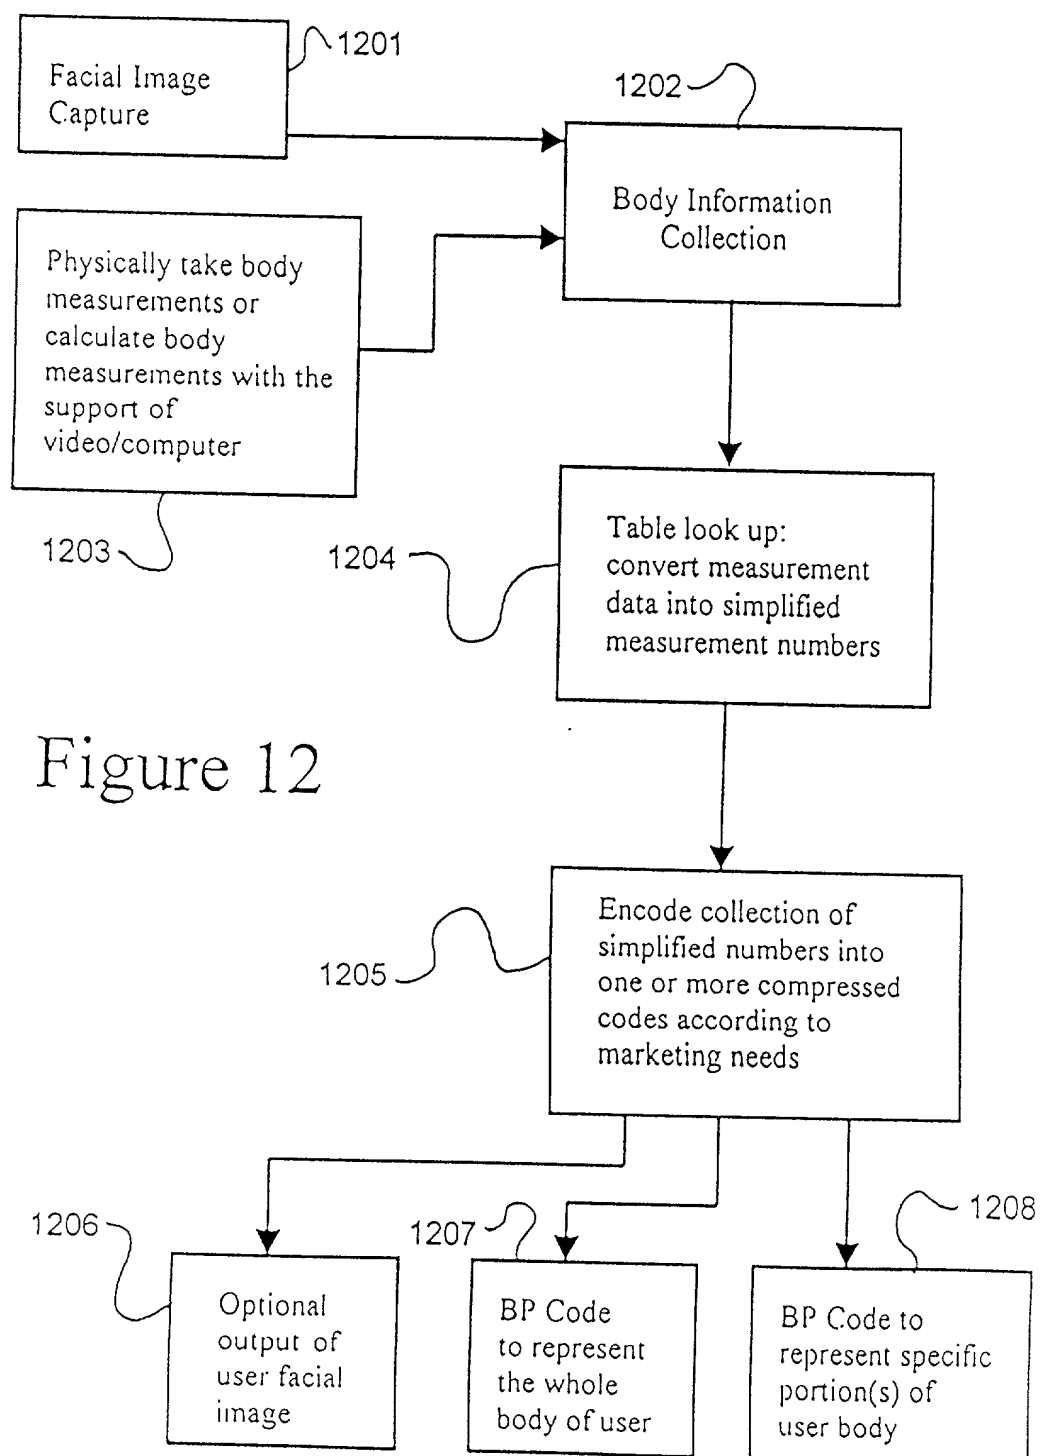 1201
Facial Image
Capture
1202
Body Information
Collection
Physically take body
measurements or
calculate body
measurements with the
support of
video/computer
1203
1204
Table look up:
convert measurement
data into simplified
measurement numbers
Figure 12
1205
Encode collection of
simplified numbers into
one or more compressed
codes according to
marketing needs
1206
Optional
output of
user facial
image
1207
BP Code
to represent
the whole
body of user
1208
BP Code to
represent specific
portion(s) of
user body